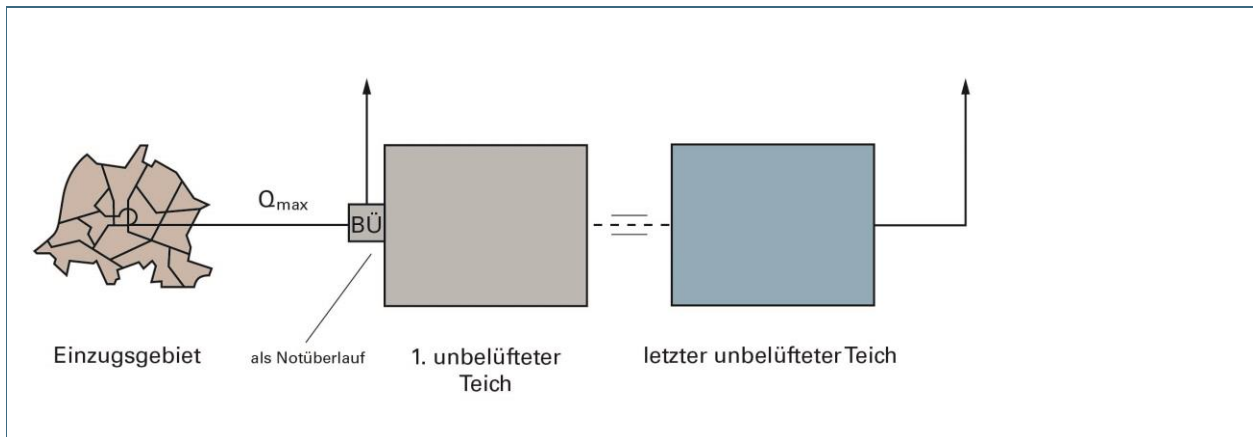 Qmax
BÜ
Einzugsgebiet
als Notüberlauf
1. unbelüfteter
Teich
letzter unbelüfteter Teich